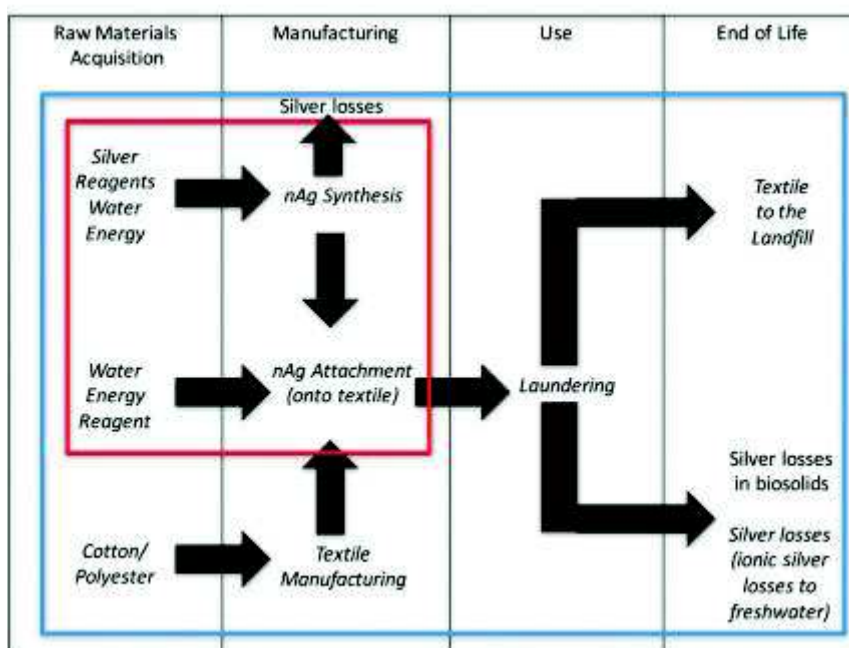 Raw Materials
Acquisition
Manufacturing
Use
End of Life
Silver losses
Silver
Reagents
Water
Energy
nAg Synthesis
Textile
to the
Landfill
Water
Energy
Reagent
nAg Attachment
(onto textile)
Laundering
Cotton/
Polyester
Textile
Manufacturing
Silver losses
in biosolids
Silver losses
(ionic silver
losses to
freshwater)